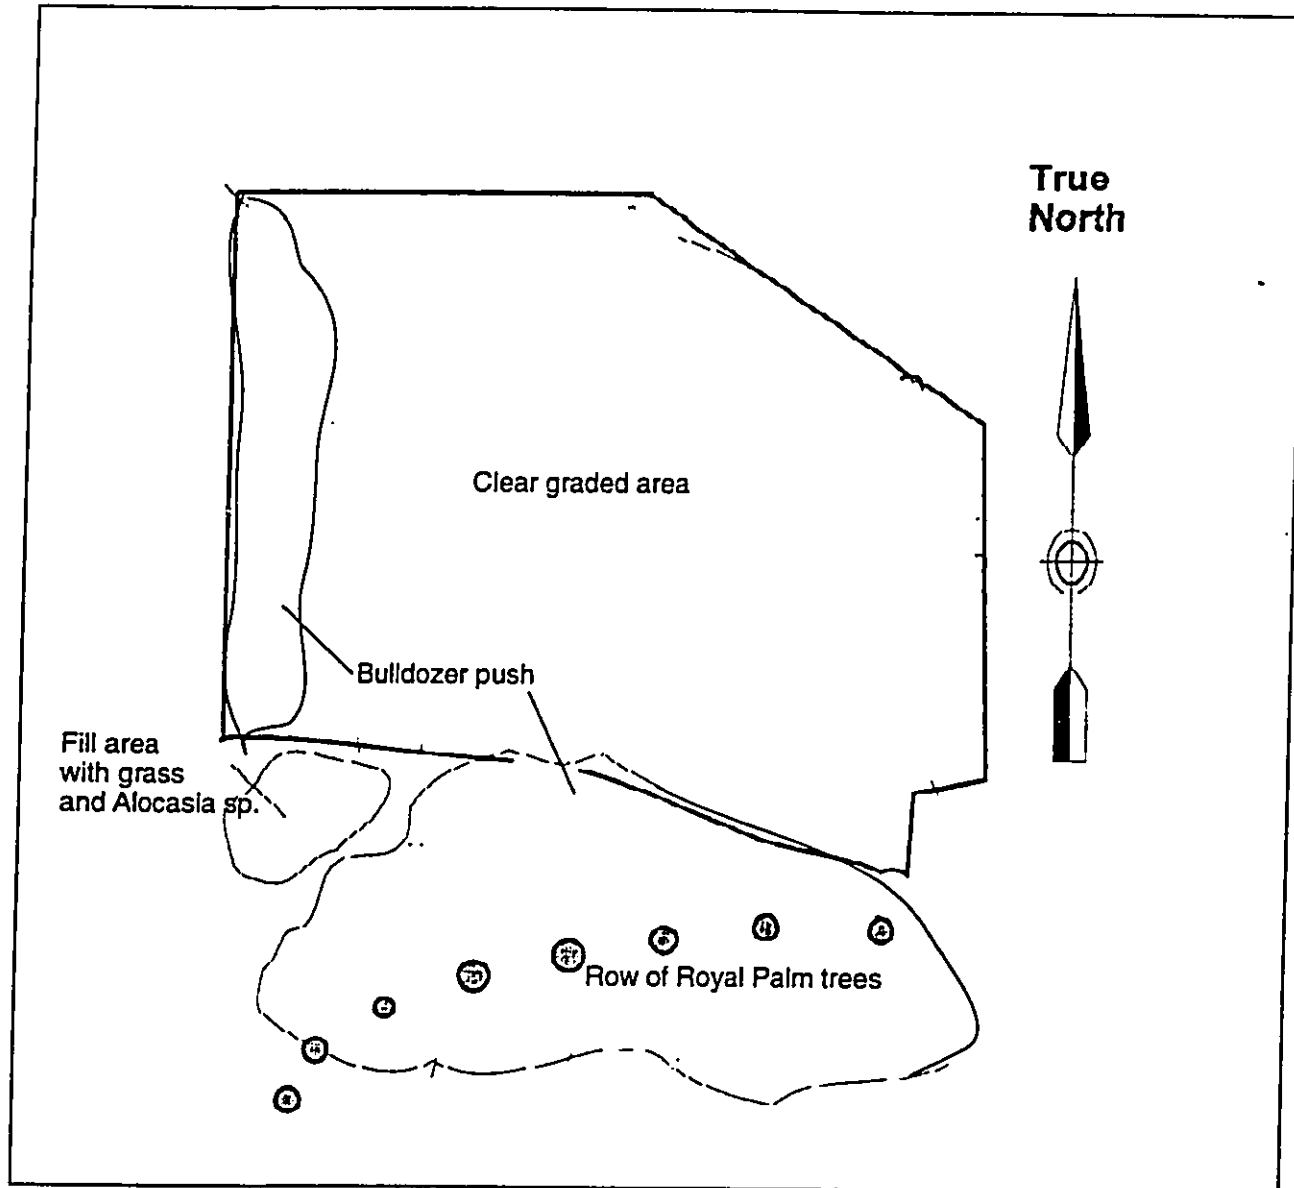 True
North
Clear graded area
Bulldozer push
Fill area
with grass
and Alocasia sp.
Row of Royal Palm trees